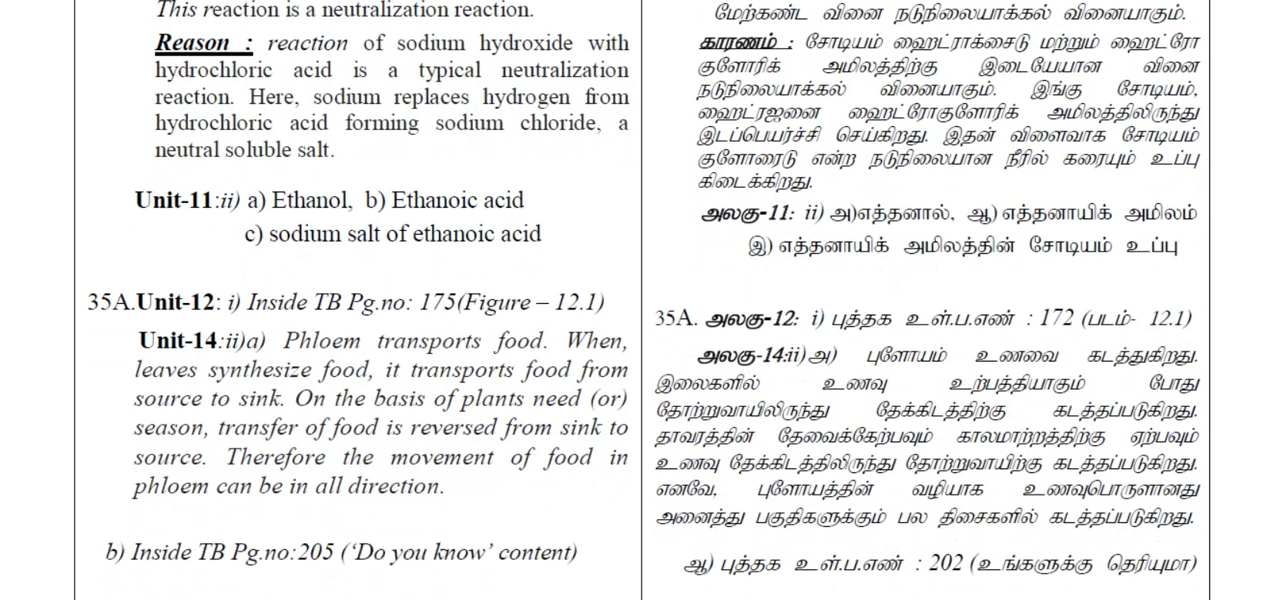 This reaction is a neutralization reaction.
Reason : reaction of sodium hydroxide with
hydrochloric acid is a typical neutralization
reaction. Here, sodium replaces hydrogen from
hydrochloric acid forming sodium chloride, a
neutral soluble salt.
Unit-11:ii) a) Ethanol, b) Ethanoic acid
c) sodium salt of ethanoic acid
35A.Unit-12: i) Inside TB Pg.no: 175(Figure – 12.1)
Unit-14:ii)a) Phloem transports food. When,
leaves synthesize food, it transports food from
source to sink. On the basis of plants need (or)
season, transfer of food is reversed from sink to
source. Therefore the movement of food in
phloem can be in all direction.
b) Inside TB Pg.no:205 (‘Do you know’ content)
மேற்கண்ட வினை நடுநிலையாக்கல் வினையாகும்.
காரணம் : சோடியம் ஹைட்ராக்சைடு மற்றும் ஹைட்ரோ
குளோரிக் அமிலத்திற்கு இடையேயான வினை
நடுநிலையாக்கல் வினையாகும். இங்கு சோடியம்,
ஹைட்ரஜனை ஹைட்ரோகுளோரிக் அமிலத்திலிருந்து
இடப்பெயர்ச்சி செய்கிறது. இதன் விளைவாக சோடியம்
குளோரைடு என்ற நடுநிலையான நீரில் கரையும் உப்பு
கிடைக்கிறது.
அலகு-11: ii) அ)எத்தனால், ஆ) எத்தனாயிக் அமிலம்
இ) எத்தனாயிக் அமிலத்தின் சோடியம் உப்பு
35A. அலகு-12: i) புத்தக உள்.ப.எண் : 172 (படம்- 12.1)
அலகு-14:ii) அ) புளோயம் உணவை கடத்துகிறது.
இலைகளில் உணவு உற்பத்தியாகும் போது
தோற்றுவாயிலிருந்து தேக்கிடத்திற்கு கடத்தப்படுகிறது.
தாவரத்தின் தேவைக்கேற்பவும் காலமாற்றத்திற்கு ஏற்பவும்
உணவு தேக்கிடத்திலிருந்து தோற்றுவாயிற்கு கடத்தப்படுகிறது.
எனவே, புளோயத்தின் வழியாக உணவுபொருளானது
அனைத்து பகுதிகளுக்கும் பல திசைகளில் கடத்தப்படுகிறது.
ஆ) புத்தக உள்.ப.எண் : 202 (உங்களுக்கு தெரியுமா)